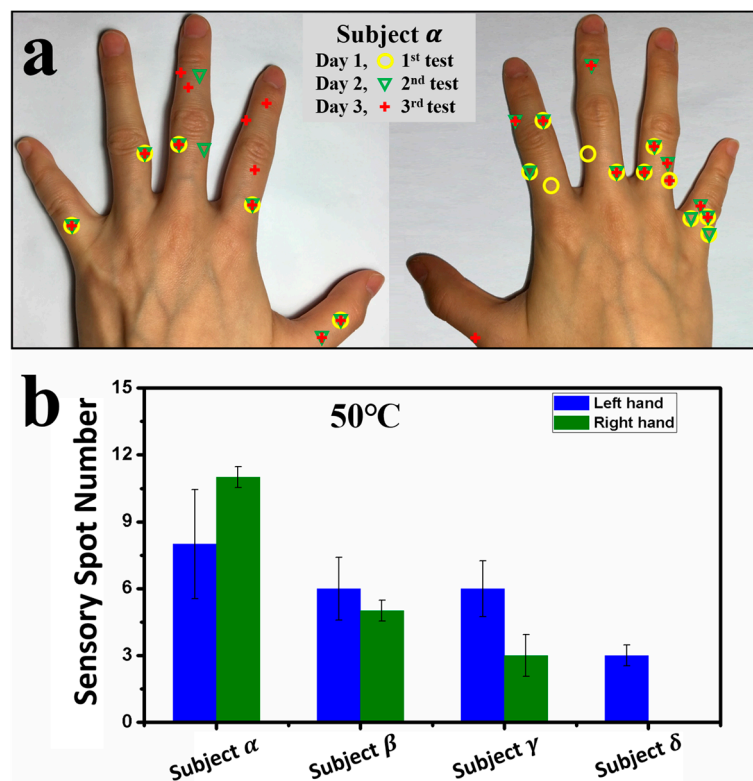 a
Subject α
Day 1, 1st test
Day 2, 2nd test
Day 3, 3rd test
b
50°C
Left hand
Right hand
Sensory Spot Number
15
12
9
6
3
0
Subject α
Subject β
Subject γ
Subject δ